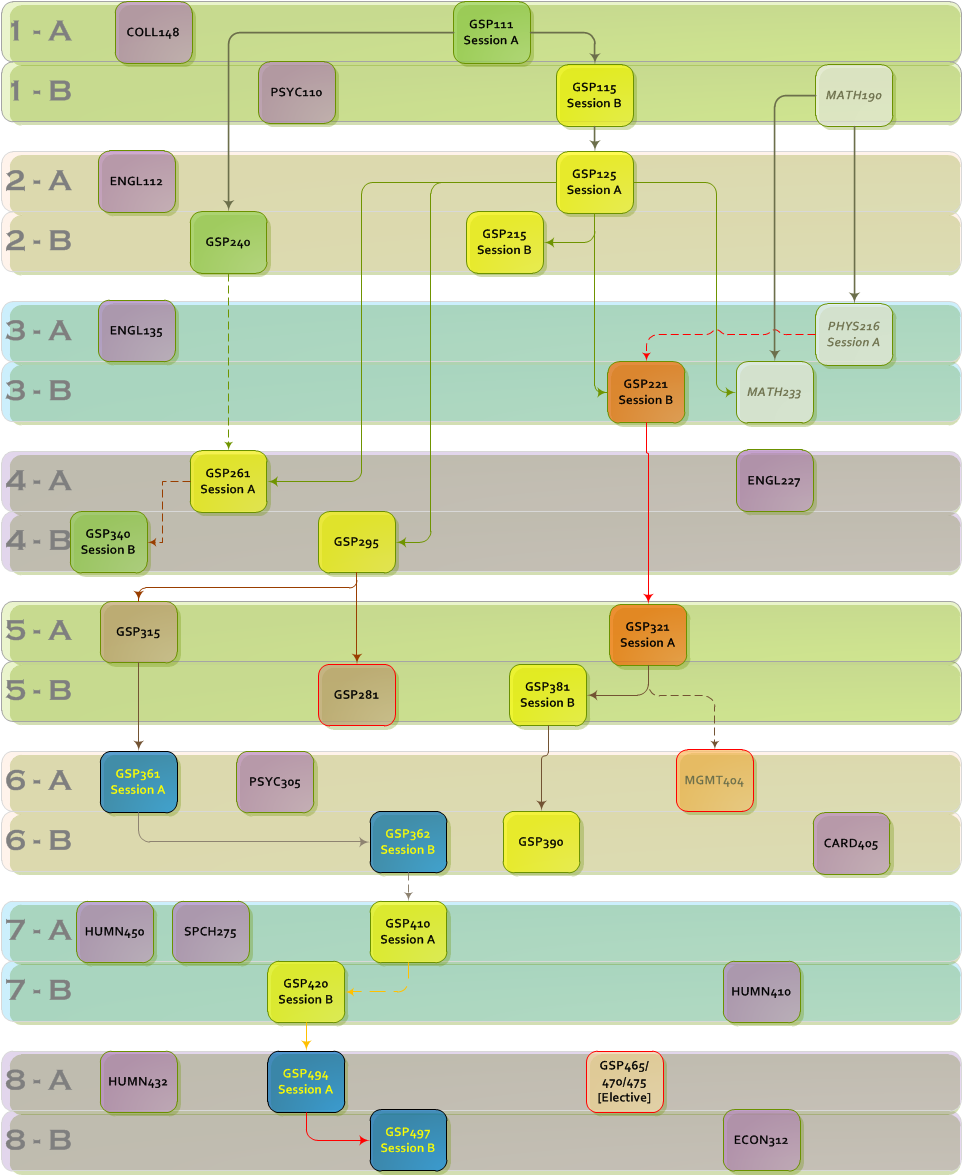 1 - A
COLL148
GSP111
Session A
1 - B
PSYC110
GSP115
Session B
MATH190
2 - A
ENGL112
GSP125
Session A
2 - B
GSP240
GSP215
Session B
3 - A
ENGL135
PHYS216
Session A
3 - B
GSP221
Session B
MATH233
4 - A
GSP261
Session A
ENGL227
4 - B
GSP340
Session B
GSP295
5 - A
GSP315
GSP321
Session A
5 - B
GSP281
GSP381
Session B
6 - A
GSP361
Session A
PSYC305
MGMT404
6 - B
GSP362
Session B
GSP390
CARD405
7 - A
HUMN450
SPCH275
GSP410
Session A
7 - B
GSP420
Session B
HUMN410
8 - A
HUMN432
GSP494
Session A
GSP465/
470/475
[Elective]
8 - B
GSP497
Session B
ECON312